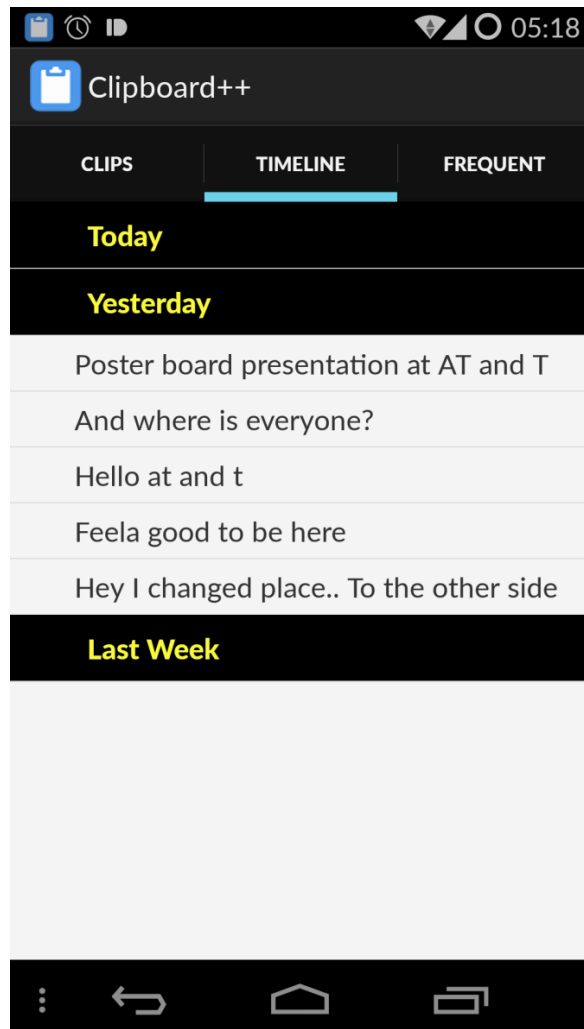 05:18
Clipboard++
CLIPS TIMELINE FREQUENT
Today
Yesterday
Poster board presentation at AT and T
And where is everyone?
Hello at and t
Feela good to be here
Hey I changed place.. To the other side
Last Week